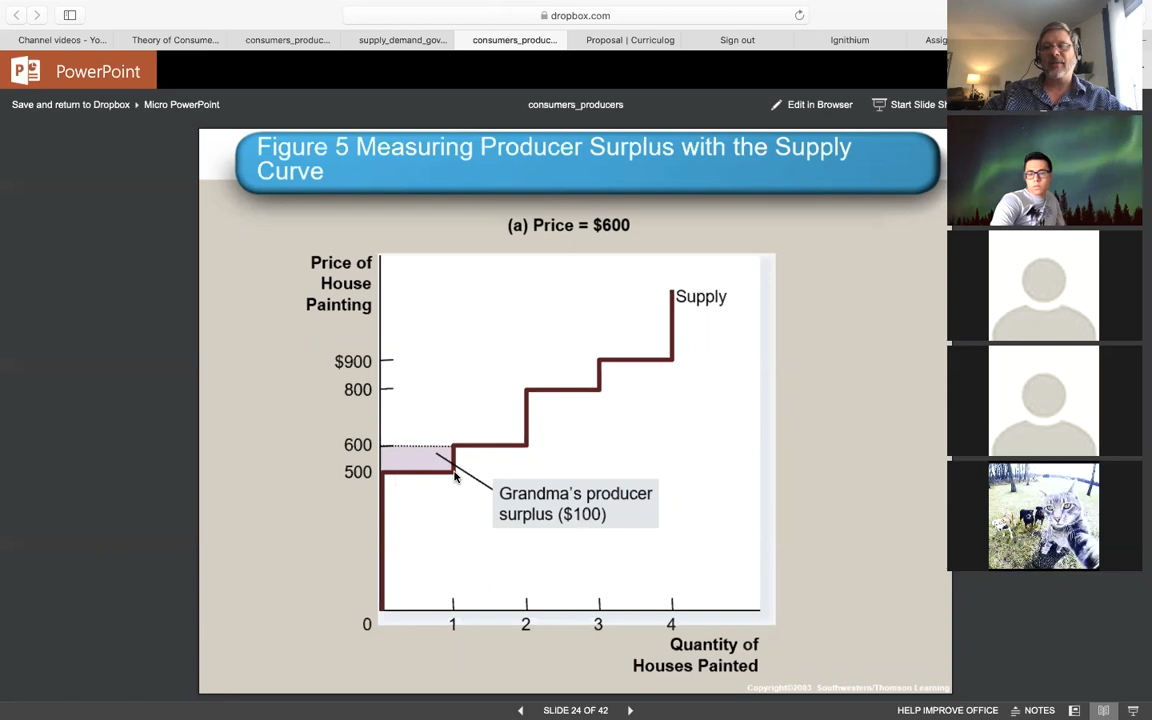 dropbox.com
Channel videos - Yo...
Theory of Consume...
consumers_produc...
supply_demand_gov...
consumers_produc...
Proposal | Curriculog
Sign out
Ignithium
Assig
PowerPoint
Save and return to Dropbox
Micro PowerPoint
consumers_producers
Edit in Browser
Start Slide Sh
Figure 5 Measuring Producer Surplus with the Supply
Curve
(a) Price = $600
Price of
House
Painting
Supply
$900
800
600
500
Grandma's producer
surplus ($100)
0
1
2
3
4
Quantity of
Houses Painted
Copyright©2003 Southwestern/Thomson Learning
SLIDE 24 OF 42
HELP IMPROVE OFFICE
NOTES